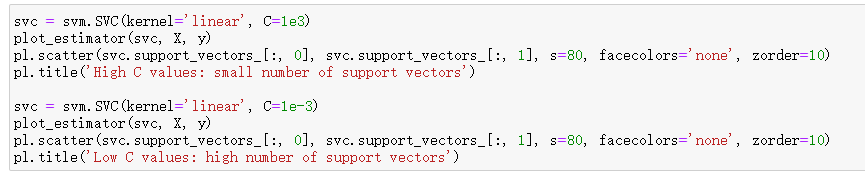 svc = svm.SVC(kernel='linear', C=1e3)
plot_estimator(svc, X, y)
pl.scatter(svc.support_vectors_[:, 0], svc.support_vectors_[:, 1], s=80, facecolors='none', zorder=10)
pl.title('High C values: small number of support vectors')
svc = svm.SVC(kernel='linear', C=1e-3)
plot_estimator(svc, X, y)
pl.scatter(svc.support_vectors_[:, 0], svc.support_vectors_[:, 1], s=80, facecolors='none', zorder=10)
pl.title('Low C values: high number of support vectors')